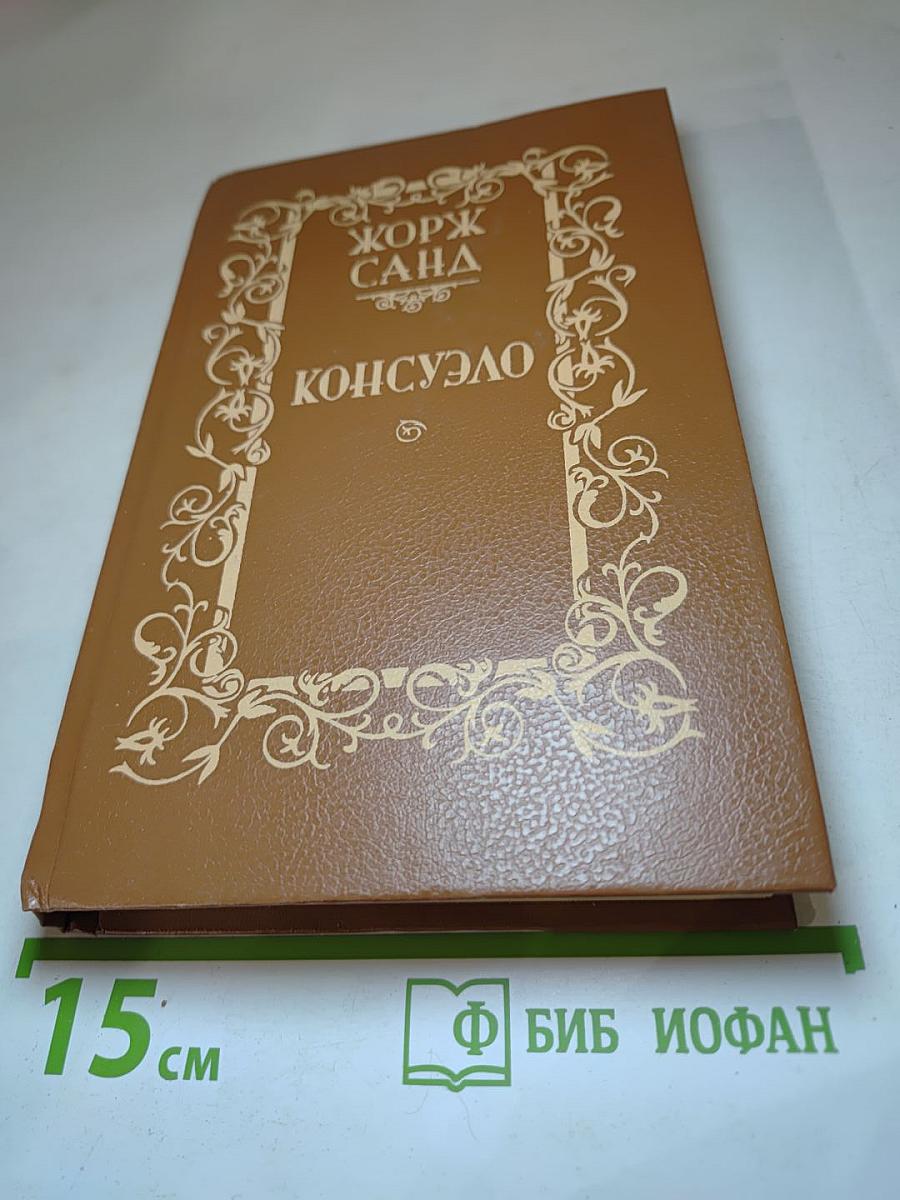 ЖОРЖ
САНД
КОНСУЭЛО
15 см
Ф БИБ ИОФАН